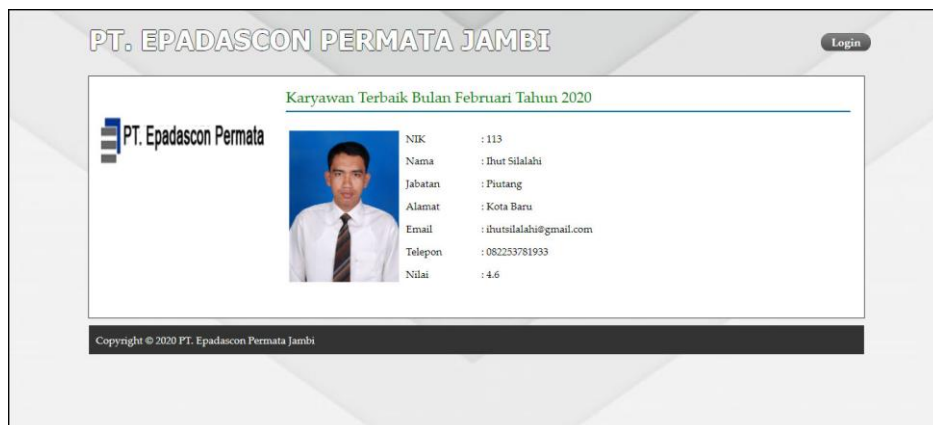 PT. EPADASCON PERMATA JAMBI
Login
PT. Epadascon Permata
Karyawan Terbaik Bulan Februari Tahun 2020
NIK : 113
Nama : Ihut Silalahi
Jabatan : Piutang
Alamat : Kota Baru
Email : ihutsilalahi@gmail.com
Telepon : 082253781933
Nilai : 4.6
Copyright © 2020 PT. Epadascon Permata Jambi